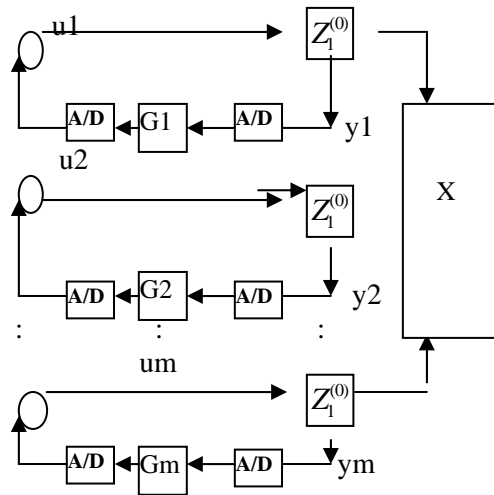 u1
Z₁⁽⁰⁾
A/D G1 A/D y1
u2
X
Z₁⁽⁰⁾
A/D G2 A/D y2
: : :
um
Z₁⁽⁰⁾
A/D Gm A/D ym